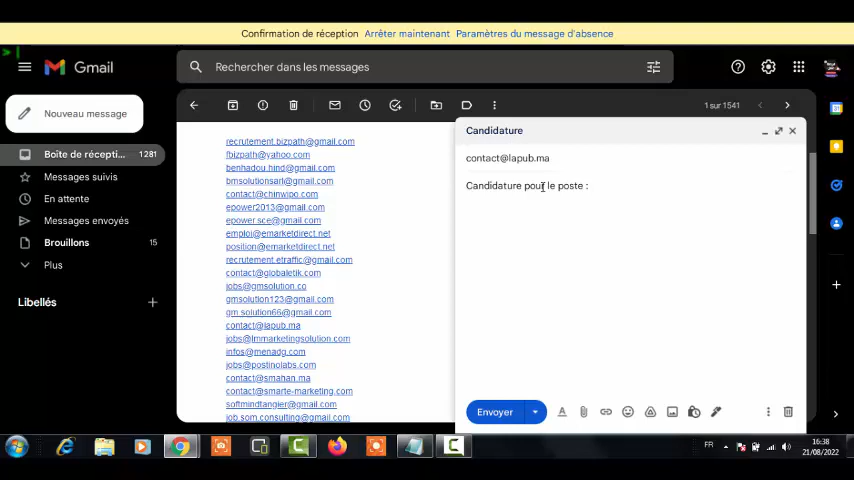 Confirmation de réception Arrêter maintenant Paramètres du message d'absence
Gmail
Rechercher dans les messages
Nouveau message
1 sur 1541
Boîte de récepti... 1281
Messages suivis
En attente
Messages envoyés
Brouillons 15
Plus
Libellés
recrutement.bizpath@gmail.com
fbizpath@yahoo.com
benhadou.hind@gmail.com
bmsolutionsarl@gmail.com
contact@chinwipo.com
epower2013@gmail.com
epower.sce@gmail.com
emploi@emarketdirect.net
position@emarketdirect.net
recrutement.etraffic@gmail.com
contact@globaletik.com
jobs@gmsolution.co
gmsolution123@gmail.com
gm.solution66@gmail.com
contact@lapub.ma
jobs@lmmarketingsolution.com
infos@menadg.com
jobs@postinolabs.com
contact@smahan.ma
contact@smarte-marketing.com
softmindtangier@gmail.com
job.som.consulting@gmail.com
Candidature
contact@lapub.ma
Candidature pour le poste :
Envoyer
FR
16:38
21/08/2022